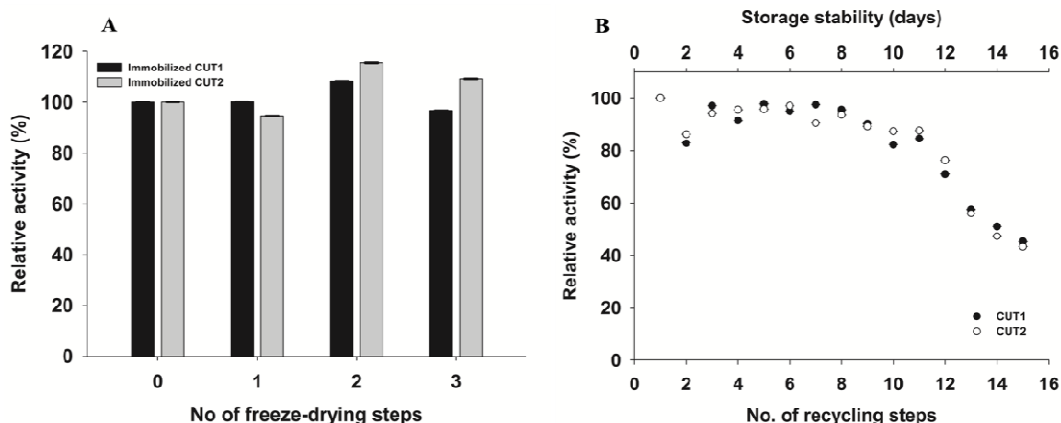 A
Relative activity (%)
120
100
80
60
40
20
0
Immobilized CUT1
Immobilized CUT2
0 1 2 3
No of freeze-drying steps
B
Storage stability (days)
0 2 4 6 8 10 12 14 16
Relative activity (%)
100
80
60
40
20
0
CUT1
CUT2
0 2 4 6 8 10 12 14 16
No. of recycling steps